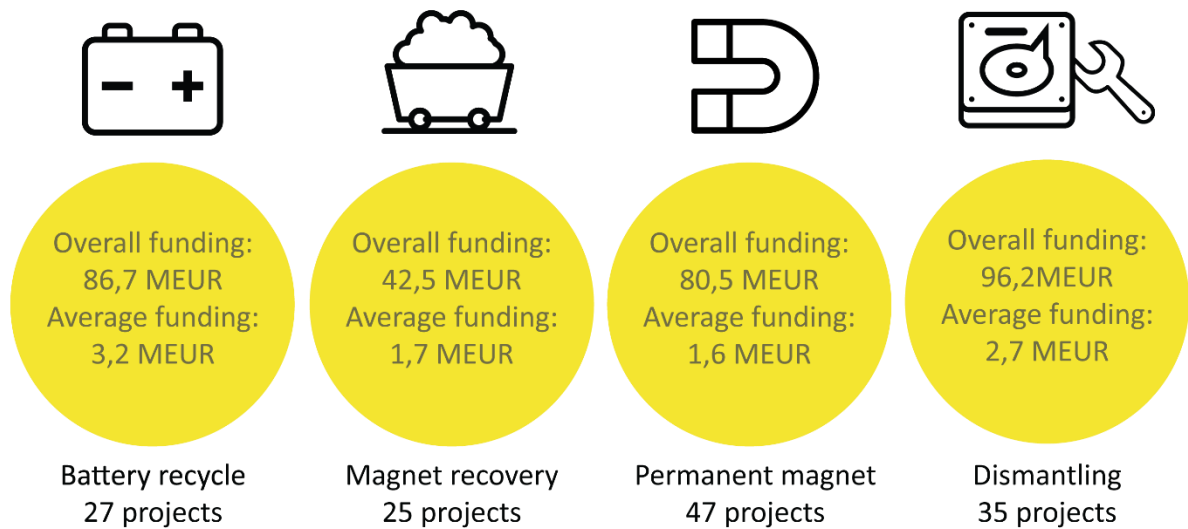 Overall funding:
86,7 MEUR
Average funding:
3,2 MEUR
Battery recycle
27 projects
Overall funding:
42,5 MEUR
Average funding:
1,7 MEUR
Magnet recovery
25 projects
Overall funding:
80,5 MEUR
Average funding:
1,6 MEUR
Permanent magnet
47 projects
Overall funding:
96,2MEUR
Average funding:
2,7 MEUR
Dismantling
35 projects